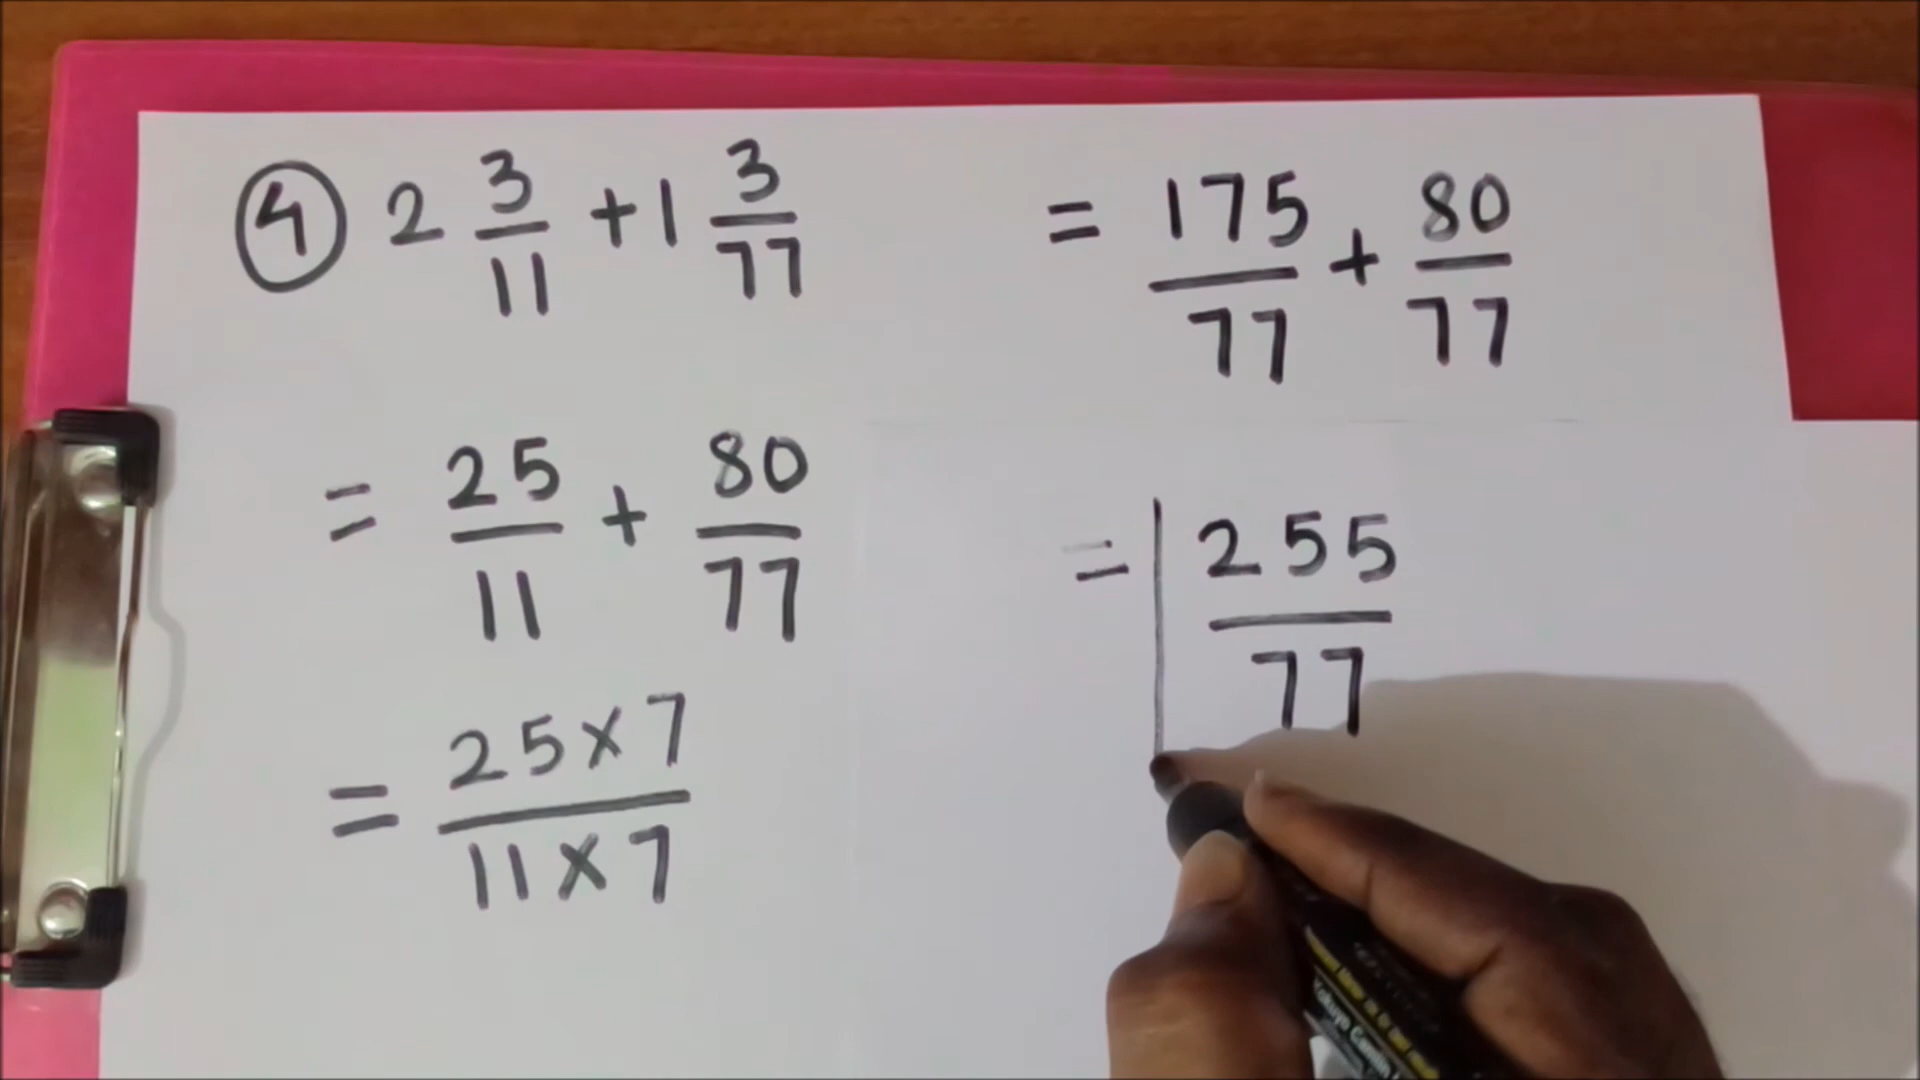 ④ 2 3/11 + 1 3/77
= 25/11 + 80/77
= 25×7/11×7
= 175/77 + 80/77
= 255/77